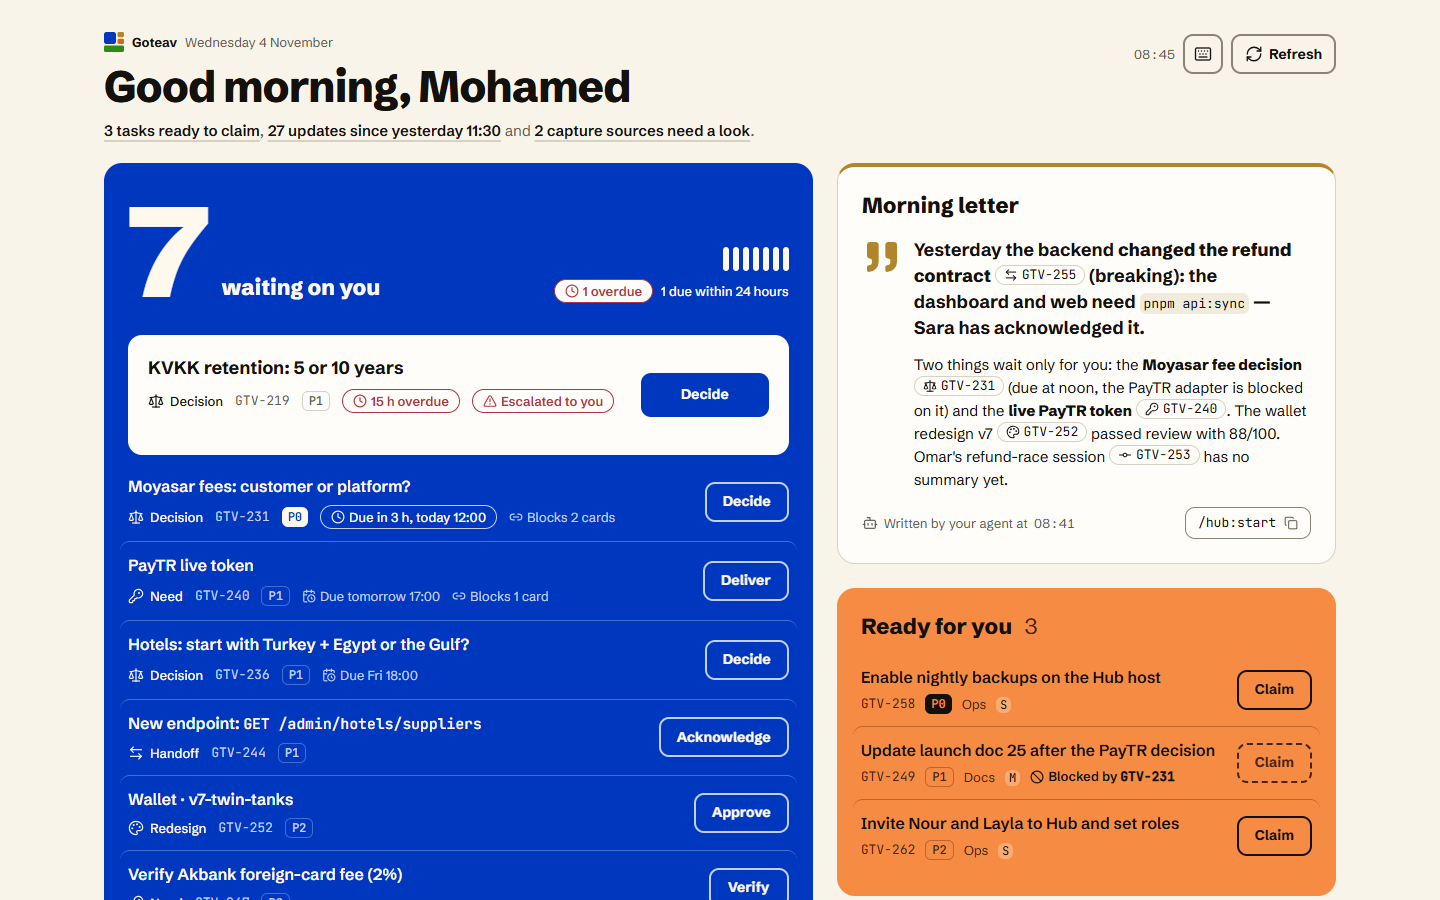 Goteav Wednesday 4 November
08:45
Refresh
Good morning, Mohamed
3 tasks ready to claim, 27 updates since yesterday 11:30 and 2 capture sources need a look.
7 waiting on you
1 overdue 1 due within 24 hours
KVKK retention: 5 or 10 years
Decision GTV-219 P1 15 h overdue Escalated to you
Decide
Moyasar fees: customer or platform?
Decision GTV-231 P0 Due in 3 h, today 12:00 Blocks 2 cards
Decide
PayTR live token
Need GTV-240 P1 Due tomorrow 17:00 Blocks 1 card
Deliver
Hotels: start with Turkey + Egypt or the Gulf?
Decision GTV-236 P1 Due Fri 18:00
Decide
New endpoint: GET /admin/hotels/suppliers
Handoff GTV-244 P1
Acknowledge
Wallet · v7-twin-tanks
Redesign GTV-252 P2
Approve
Verify Akbank foreign-card fee (2%)
Verify
Morning letter
Yesterday the backend changed the refund
contract GTV-255 (breaking): the
dashboard and web need pnpm api:sync —
Sara has acknowledged it.
Two things wait only for you: the Moyasar fee decision
GTV-231 (due at noon, the PayTR adapter is blocked
on it) and the live PayTR token GTV-240. The wallet
redesign v7 GTV-252 passed review with 88/100.
Omar's refund-race session GTV-253 has no
summary yet.
Written by your agent at 08:41
/hub:start
Ready for you 3
Enable nightly backups on the Hub host
GTV-258 P0 Ops S
Claim
Update launch doc 25 after the PayTR decision
GTV-249 P1 Docs M Blocked by GTV-231
Claim
Invite Nour and Layla to Hub and set roles
GTV-262 P2 Ops S
Claim